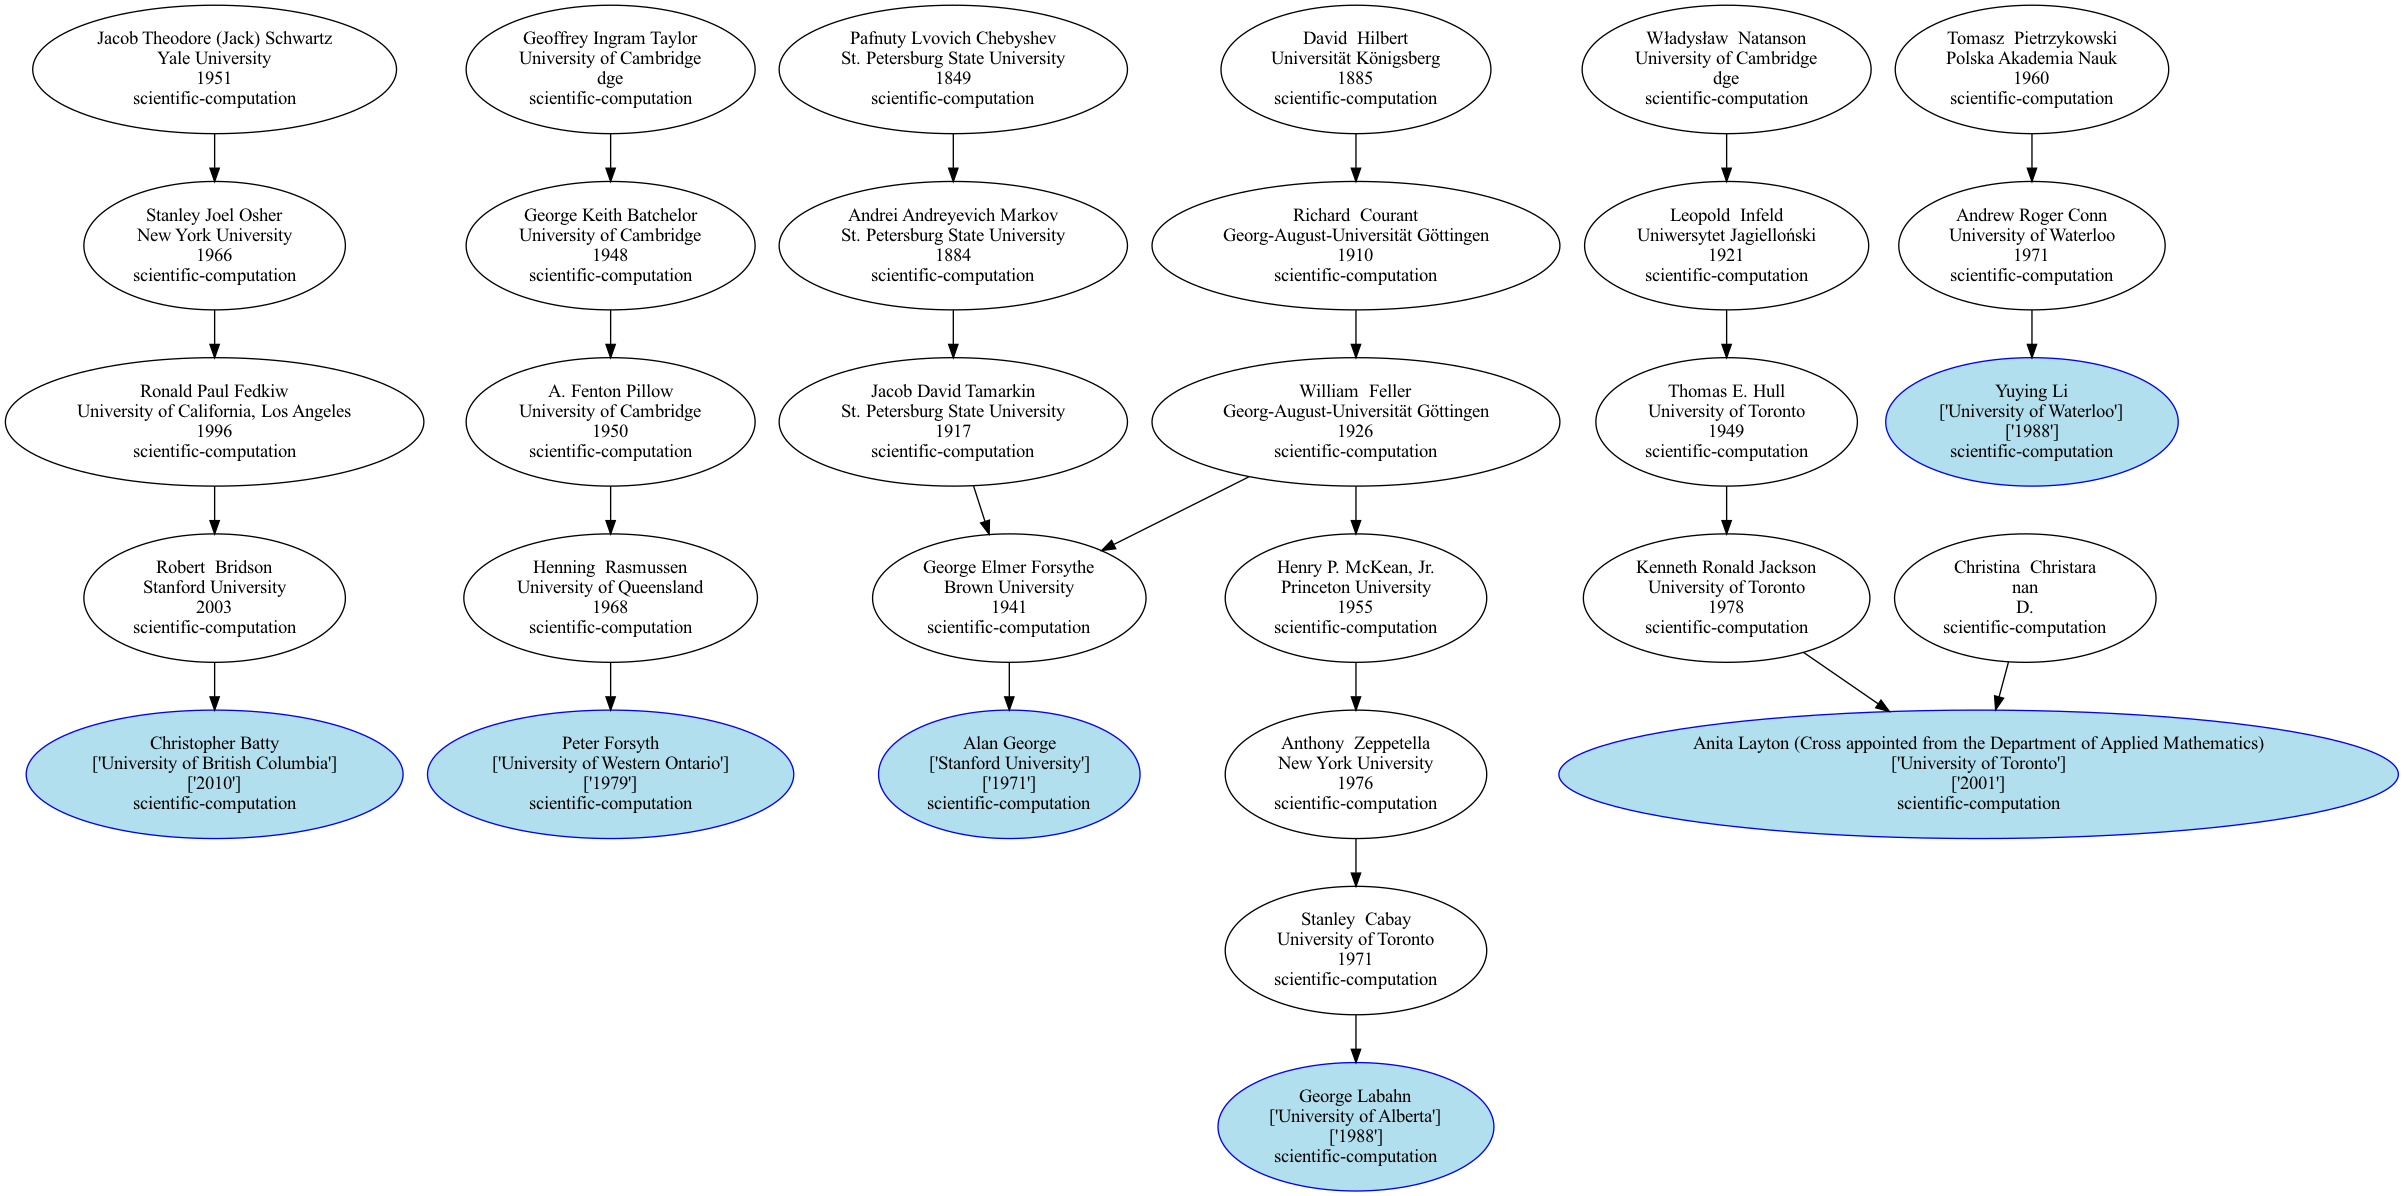 Jacob Theodore (Jack) Schwartz
Yale University
1951
scientific-computation
Geoffrey Ingram Taylor
University of Cambridge
dge
scientific-computation
Pafnuty Lvovich Chebyshev
St. Petersburg State University
1849
scientific-computation
David  Hilbert
Universität Königsberg
1885
scientific-computation
Władysław  Natanson
University of Cambridge
dge
scientific-computation
Tomasz  Pietrzykowski
Polska Akademia Nauk
1960
scientific-computation
Stanley Joel Osher
New York University
1966
scientific-computation
George Keith Batchelor
University of Cambridge
1948
scientific-computation
Andrei Andreyevich Markov
St. Petersburg State University
1884
scientific-computation
Richard  Courant
Georg-August-Universität Göttingen
1910
scientific-computation
Leopold  Infeld
Uniwersytet Jagielloński
1921
scientific-computation
Andrew Roger Conn
University of Waterloo
1971
scientific-computation
Ronald Paul Fedkiw
University of California, Los Angeles
1996
scientific-computation
A. Fenton Pillow
University of Cambridge
1950
scientific-computation
Jacob David Tamarkin
St. Petersburg State University
1917
scientific-computation
William  Feller
Georg-August-Universität Göttingen
1926
scientific-computation
Thomas E. Hull
University of Toronto
1949
scientific-computation
Yuying Li
['University of Waterloo']
['1988']
scientific-computation
Robert  Bridson
Stanford University
2003
scientific-computation
Henning  Rasmussen
University of Queensland
1968
scientific-computation
George Elmer Forsythe
Brown University
1941
scientific-computation
Henry P. McKean, Jr.
Princeton University
1955
scientific-computation
Kenneth Ronald Jackson
University of Toronto
1978
scientific-computation
Christina  Christara
nan
D.
scientific-computation
Christopher Batty
['University of British Columbia']
['2010']
scientific-computation
Peter Forsyth
['University of Western Ontario']
['1979']
scientific-computation
Alan George
['Stanford University']
['1971']
scientific-computation
Anthony  Zeppetella
New York University
1976
scientific-computation
Anita Layton (Cross appointed from the Department of Applied Mathematics)
['University of Toronto']
['2001']
scientific-computation
Stanley  Cabay
University of Toronto
1971
scientific-computation
George Labahn
['University of Alberta']
['1988']
scientific-computation